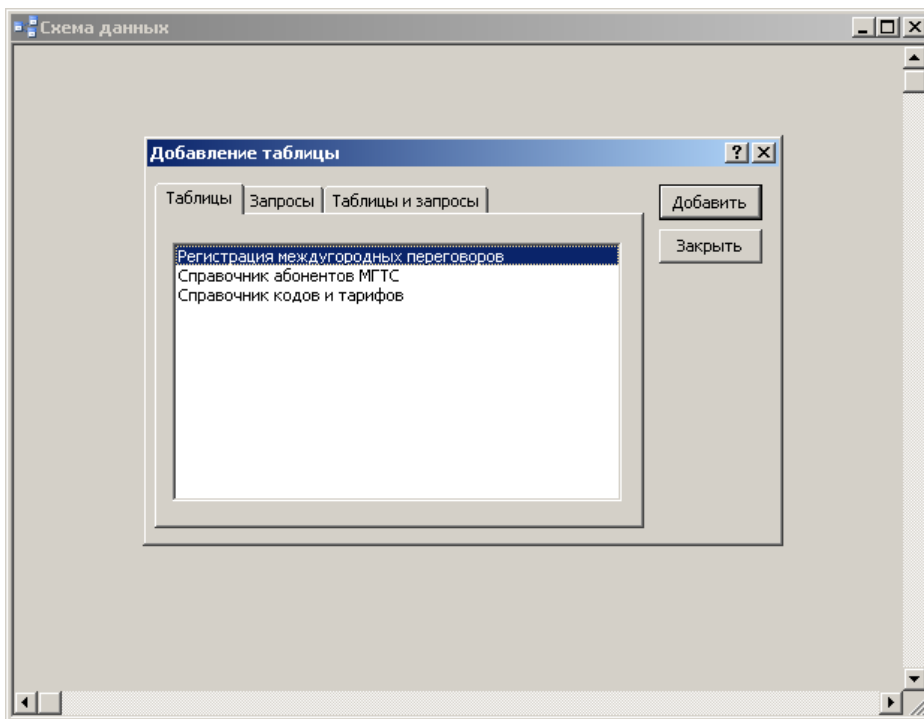 Схема данных
Добавление таблицы
Таблицы
Запросы
Таблицы и запросы
Добавить
Закрыть
Регистрация междугородных переговоров
Справочник абонентов МГТС
Справочник кодов и тарифов